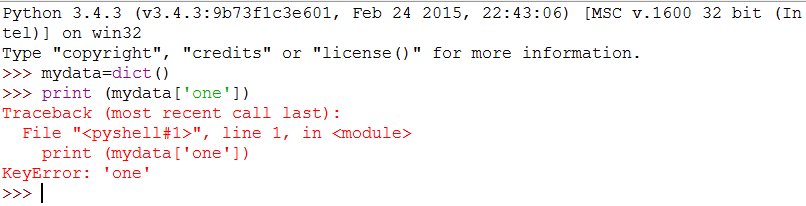 Python 3.4.3 (v3.4.3:9b73f1c3e601, Feb 24 2015, 22:43:06) [MSC v.1600 32 bit (In
tel)] on win32
Type "copyright", "credits" or "license()" for more information.
>>> mydata=dict()
>>> print (mydata['one'])
Traceback (most recent call last):
  File "<pyshell#1>", line 1, in <module>
    print (mydata['one'])
KeyError: 'one'
>>>